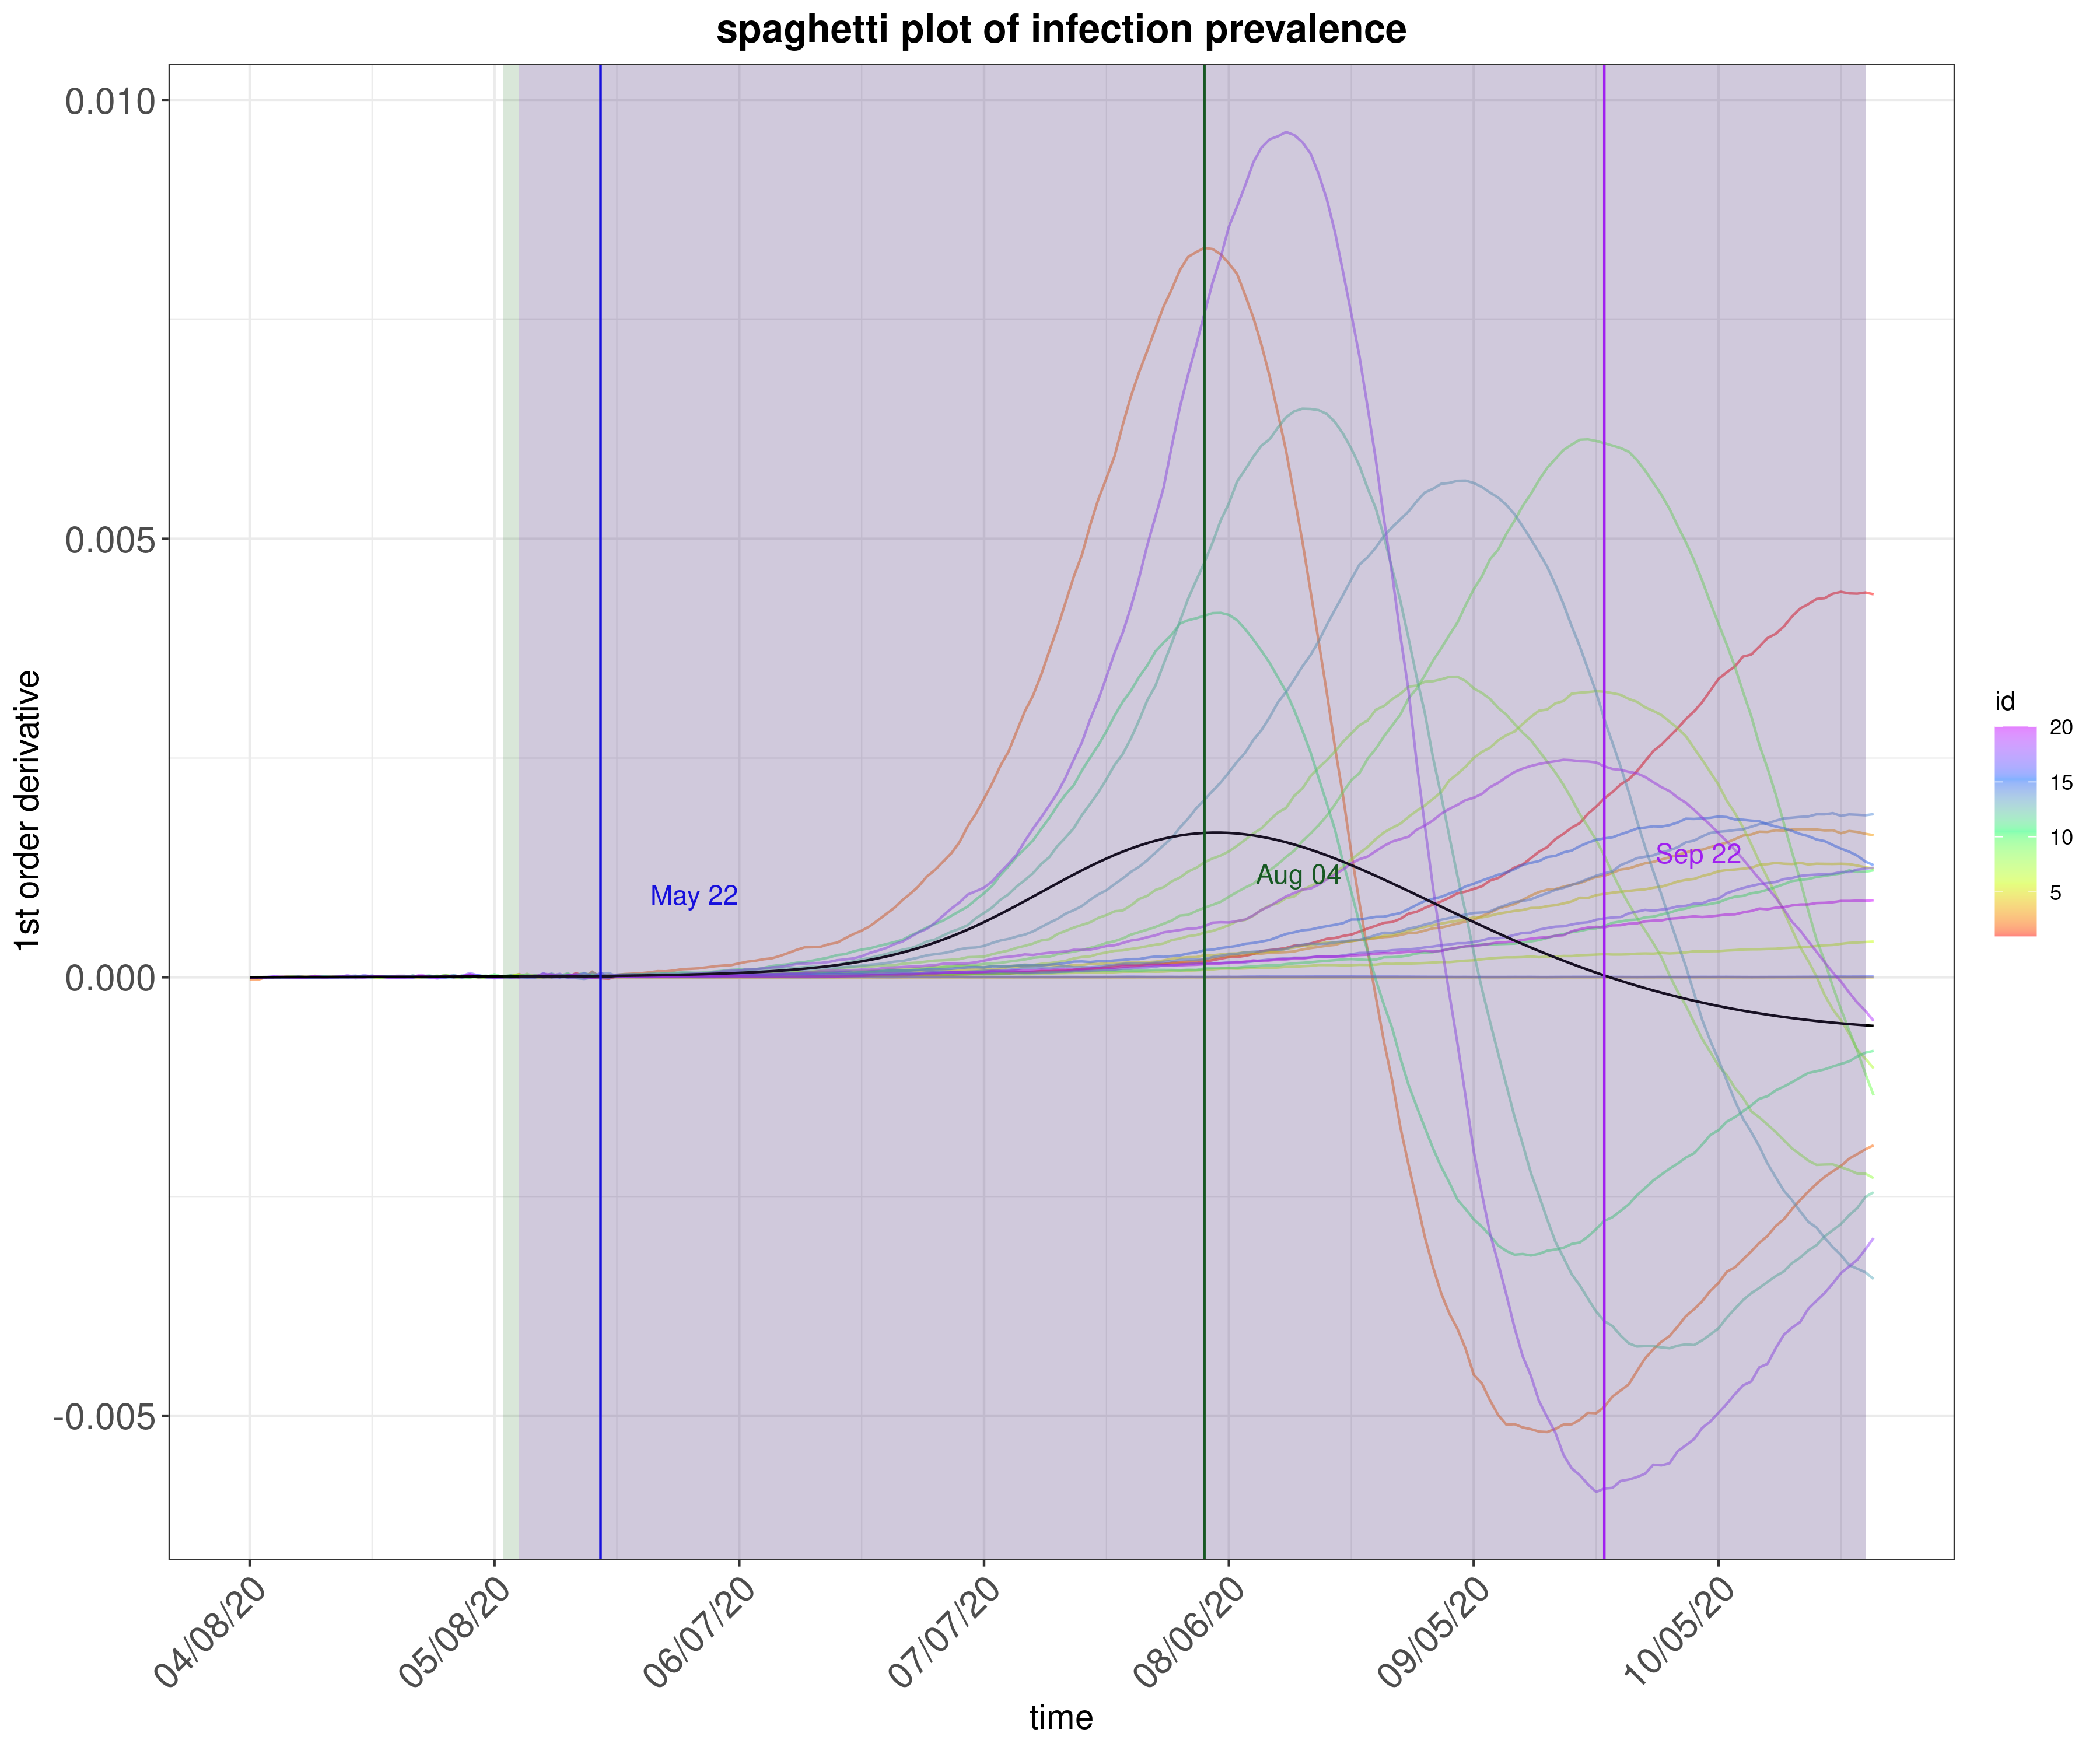 spaghetti plot of infection prevalence
0.010
0.005
0.000
-0.005
1st order derivative
May 22
Aug 04
Sep 22
id
20
15
10
5
04/08/20
05/08/20
06/07/20
07/07/20
08/06/20
09/05/20
10/05/20
time